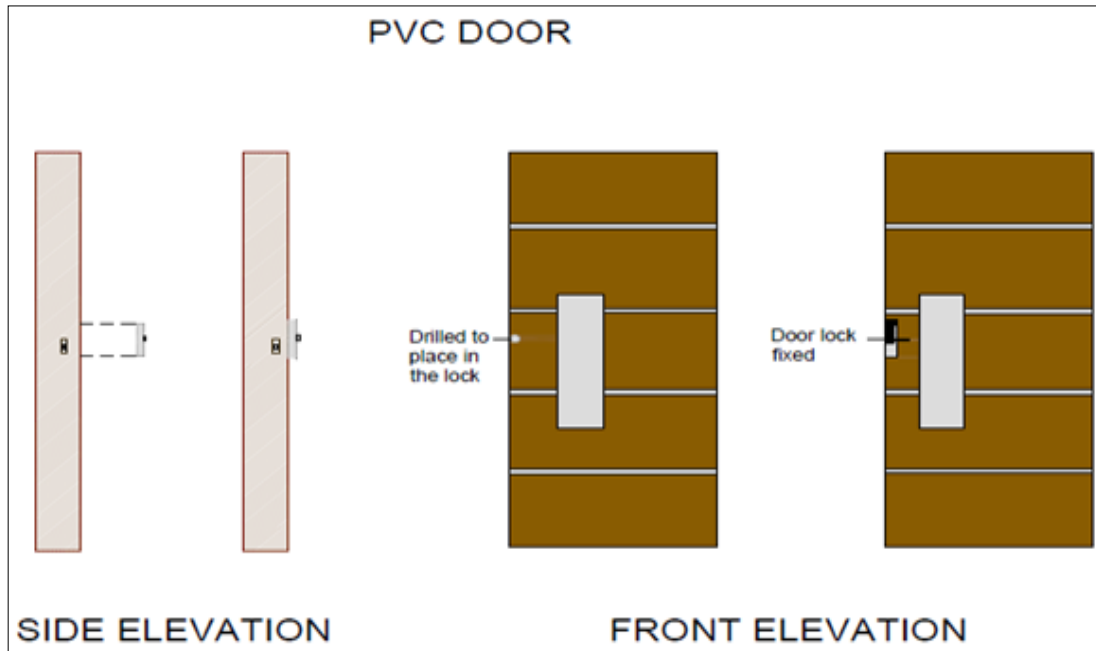 PVC DOOR
Drilled to
place in
the lock
Door lock
fixed
SIDE ELEVATION
FRONT ELEVATION